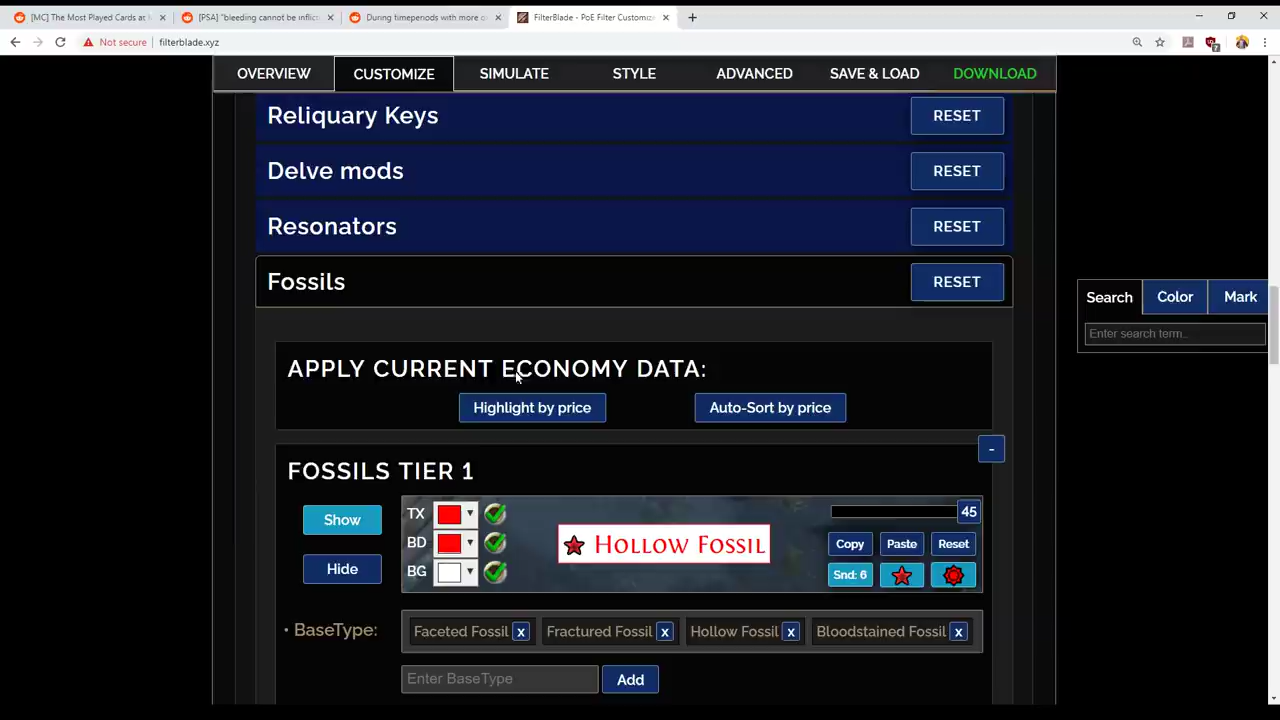 [MC] The Most Played Cards at M
[PSA] "bleeding cannot be inflic
During timeperiods with more o
FilterBlade - PoE Filter Customize
Not secure
filterblade.xyz
7
OVERVIEW
CUSTOMIZE
SIMULATE
STYLE
ADVANCED
SAVE & LOAD
DOWNLOAD
Reliquary Keys
RESET
Delve mods
RESET
Resonators
RESET
Fossils
RESET
Search
Color
Mark
Enter search term..
APPLY CURRENT ECONOMY DATA:
Highlight by price
Auto-Sort by price
-
FOSSILS TIER 1
Show
Hide
TX
BD
BG
HOLLOW FOSSIL
45
Copy
Paste
Reset
Snd: 6
• BaseType:
Faceted Fossil x
Fractured Fossil x
Hollow Fossil x
Bloodstained Fossil x
Enter BaseType
Add